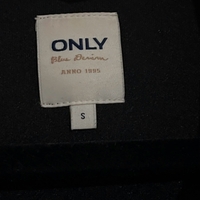 ONLY
Blue Denim
ANNO 1995
S